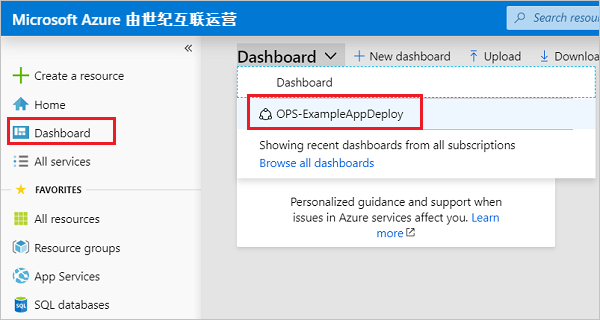 Microsoft Azure 由世纪互联运营
Search resou
«
Create a resource
Home
Dashboard
All services
FAVORITES
All resources
Resource groups
App Services
SQL databases
Dashboard
+ New dashboard
Upload
Downloa
Dashboard
OPS-ExampleAppDeploy
Showing recent dashboards from all subscriptions
Browse all dashboards
Personalized guidance and support when
issues in Azure services affect you. Learn
more